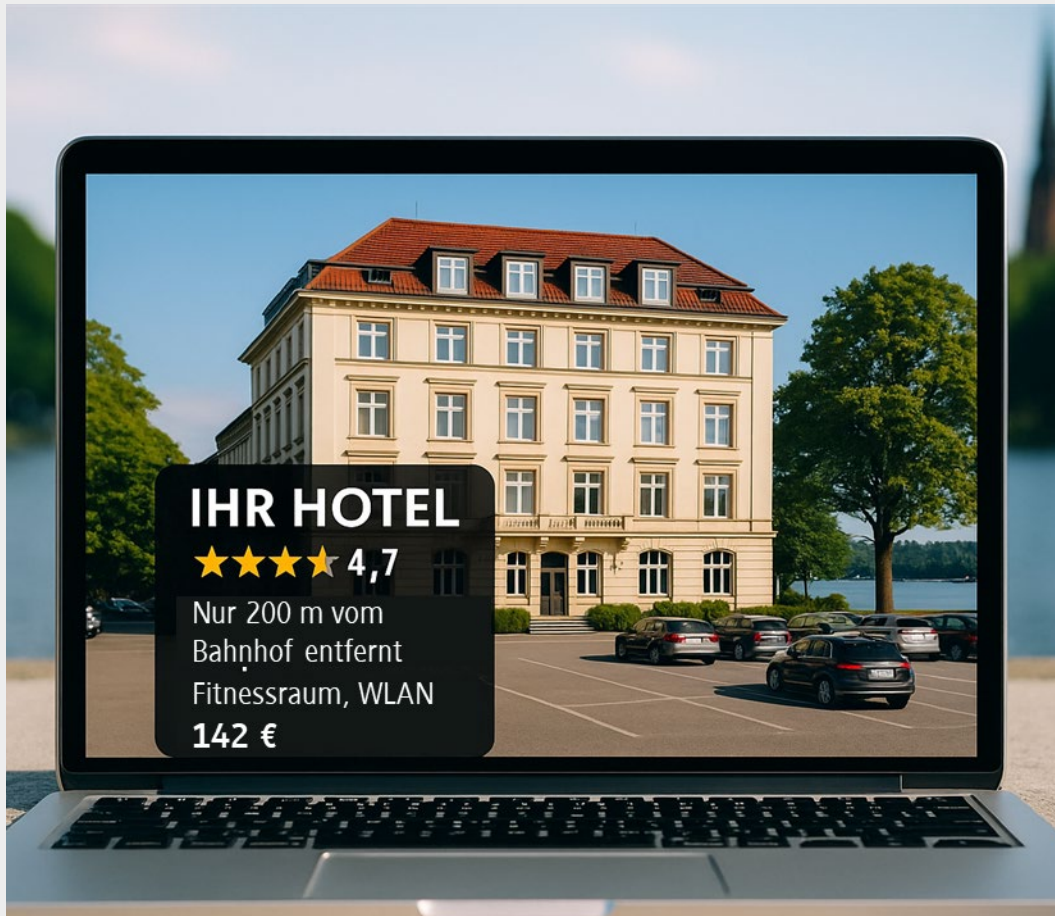 IHR HOTEL
4,7
Nur 200 m vom
Bahnhof entfernt
Fitnessraum, WLAN
142 €